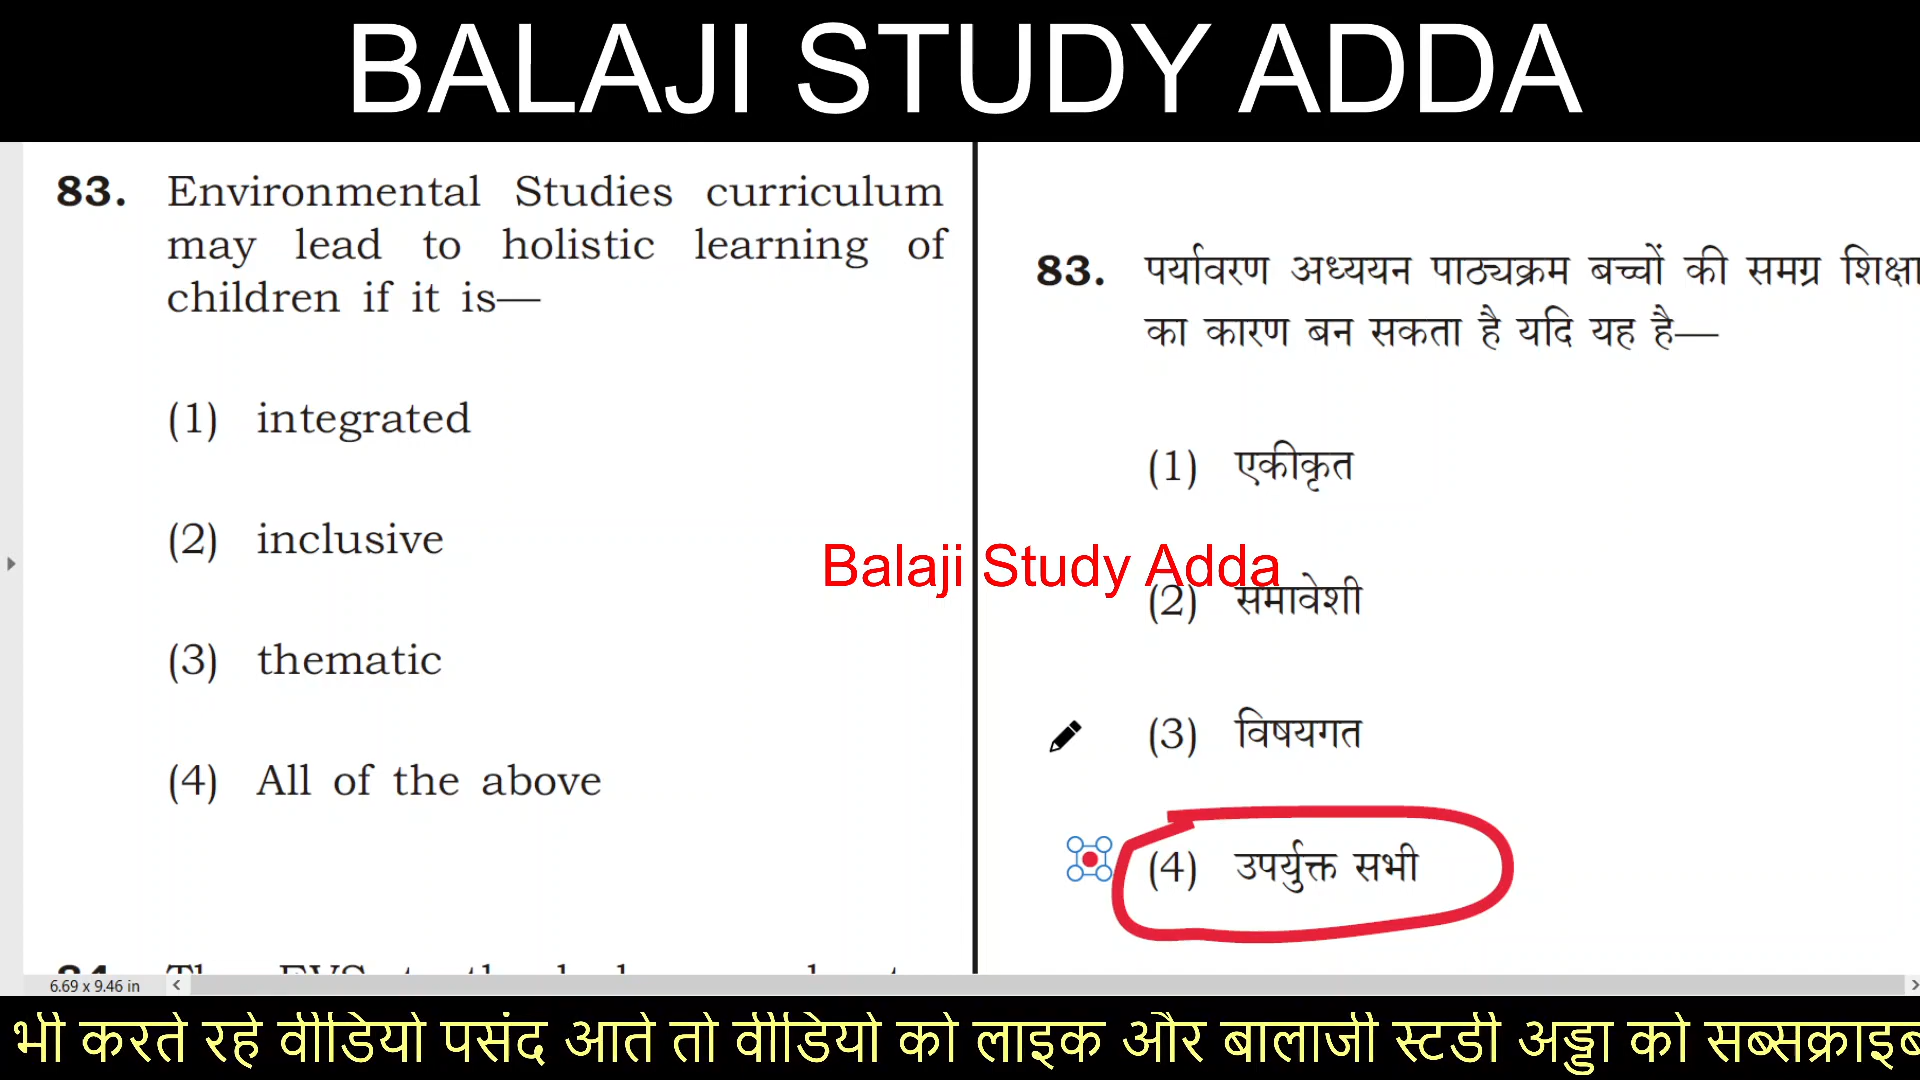 BALAJI STUDY ADDA
83. Environmental Studies curriculum
may lead to holistic learning of
children if it is—
(1) integrated
(2) inclusive
(3) thematic
(4) All of the above
83. पर्यावरण अध्ययन पाठ्यक्रम बच्चों की समग्र शिक्षा
का कारण बन सकता है यदि यह है—
(1) एकीकृत
Balaji Study Adda
(2) समावेशी
(3) विषयगत
(4) उपर्युक्त सभी
6.69 x 9.46 in
भी करते रहे वीडियो पसंद आते तो वीडियो को लाइक और बालाजी स्टडी अड्डा को सब्सक्राइब